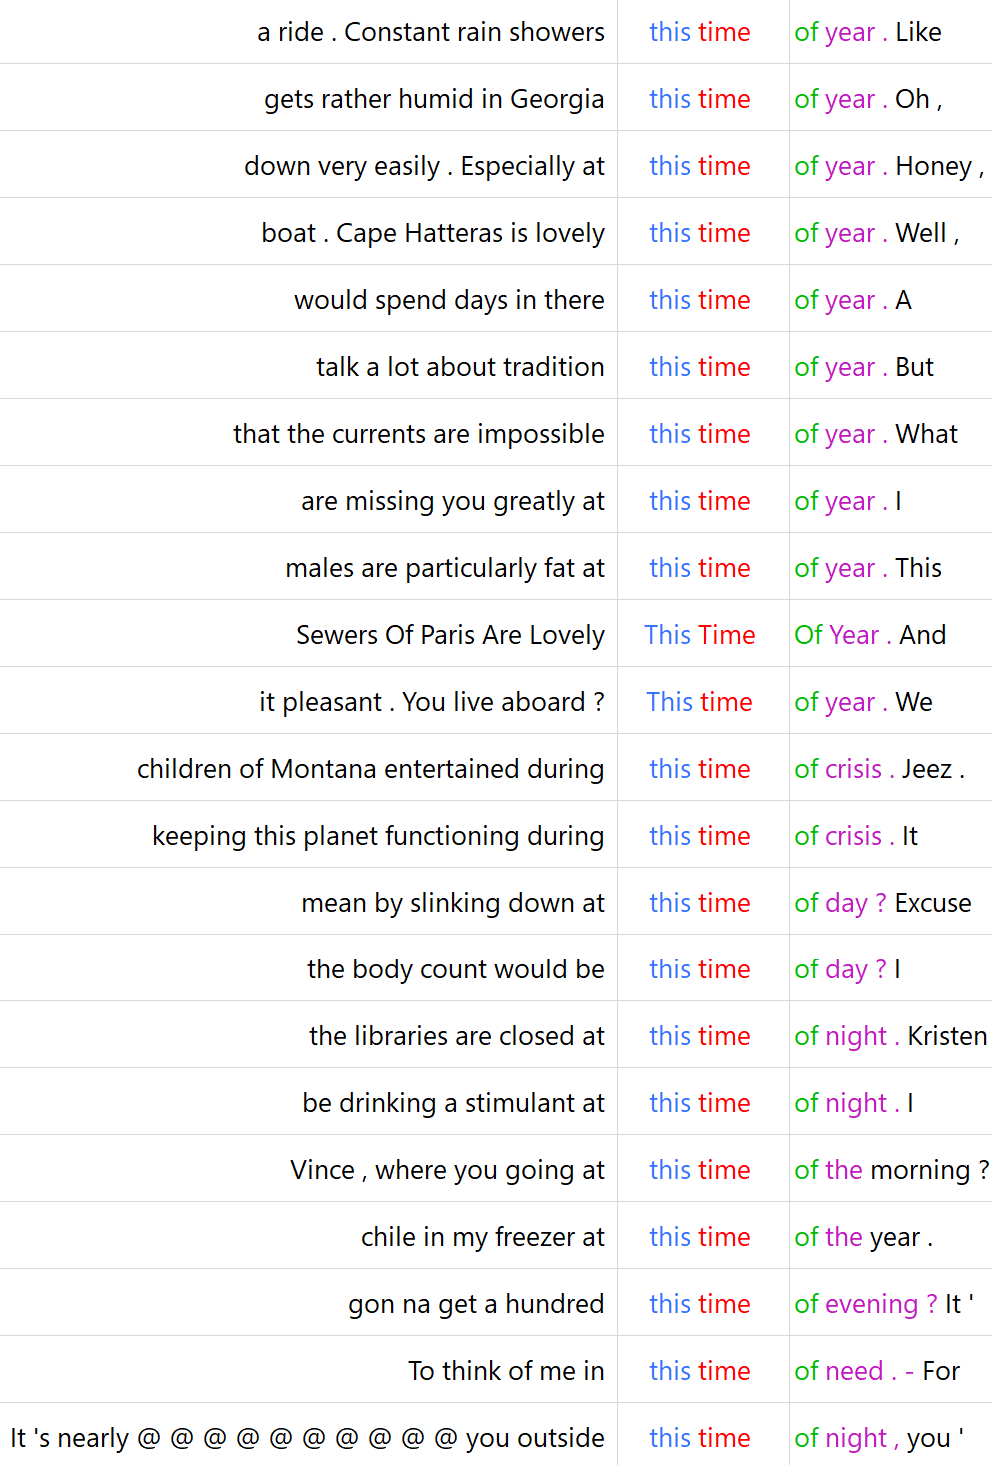 a ride . Constant rain showers this time of year . Like
gets rather humid in Georgia this time of year . Oh ,
down very easily . Especially at this time of year . Honey ,
boat . Cape Hatteras is lovely this time of year . Well ,
would spend days in there this time of year . A
talk a lot about tradition this time of year . But
that the currents are impossible this time of year . What
are missing you greatly at this time of year . I
males are particularly fat at this time of year . This
Sewers Of Paris Are Lovely This Time Of Year . And
it pleasant . You live aboard ? This time of year . We
children of Montana entertained during this time of crisis . Jeez .
keeping this planet functioning during this time of crisis . It
mean by slinking down at this time of day ? Excuse
the body count would be this time of day ? I
the libraries are closed at this time of night . Kristen
be drinking a stimulant at this time of night . I
Vince , where you going at this time of the morning ?
chile in my freezer at this time of the year .
gon na get a hundred this time of evening ? It '
To think of me in this time of need . - For
It 's nearly @ @ @ @ @ @ @ @ @ @ you outside this time of night , you '